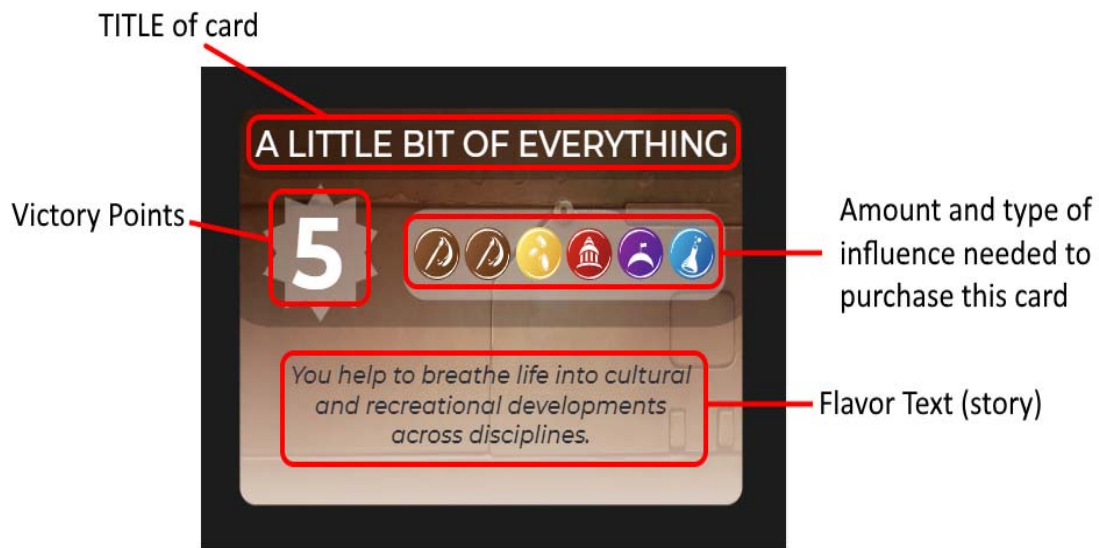 TITLE of card
A LITTLE BIT OF EVERYTHING
Victory Points
5
Amount and type of
influence needed to
purchase this card
You help to breathe life into cultural
and recreational developments
across disciplines.
Flavor Text (story)